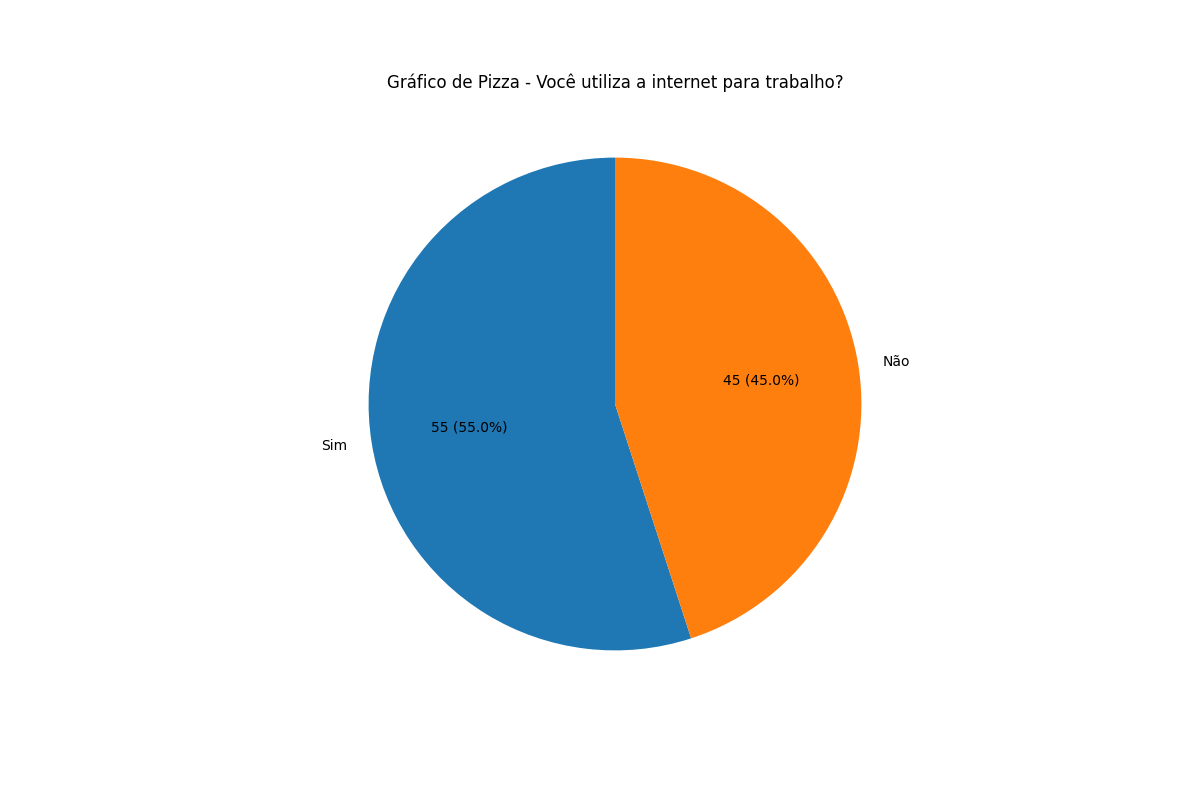 Gráfico de Pizza - Você utiliza a internet para trabalho?
Não
45 (45.0%)
55 (55.0%)
Sim